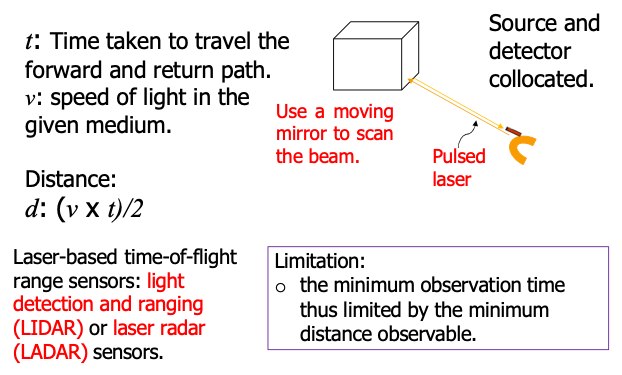 t: Time taken to travel the
forward and return path.
v: speed of light in the
given medium.
Distance:
d: (v x t)/2
Source and
detector
collocated.
Use a moving
mirror to scan
the beam.
Pulsed
laser
Laser-based time-of-flight
range sensors: light
detection and ranging
(LIDAR) or laser radar
(LADAR) sensors.
Limitation:
o the minimum observation time
thus limited by the minimum
distance observable.